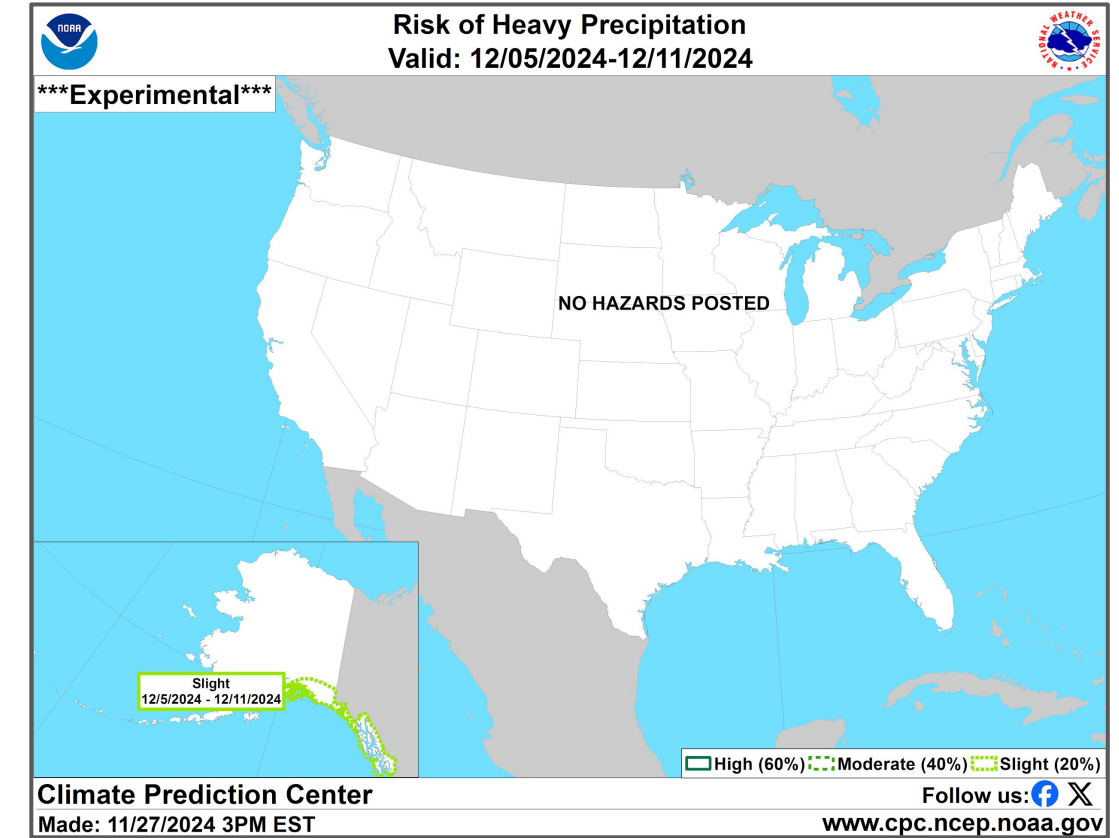 NOAA
Risk of Heavy Precipitation
Valid: 12/05/2024-12/11/2024
NATIONAL WEATHER SERVICE
***Experimental***
NO HAZARDS POSTED
Slight
12/5/2024 - 12/11/2024
High (60%) Moderate (40%) Slight (20%)
Climate Prediction Center
Follow us:
Made: 11/27/2024 3PM EST
www.cpc.ncep.noaa.gov